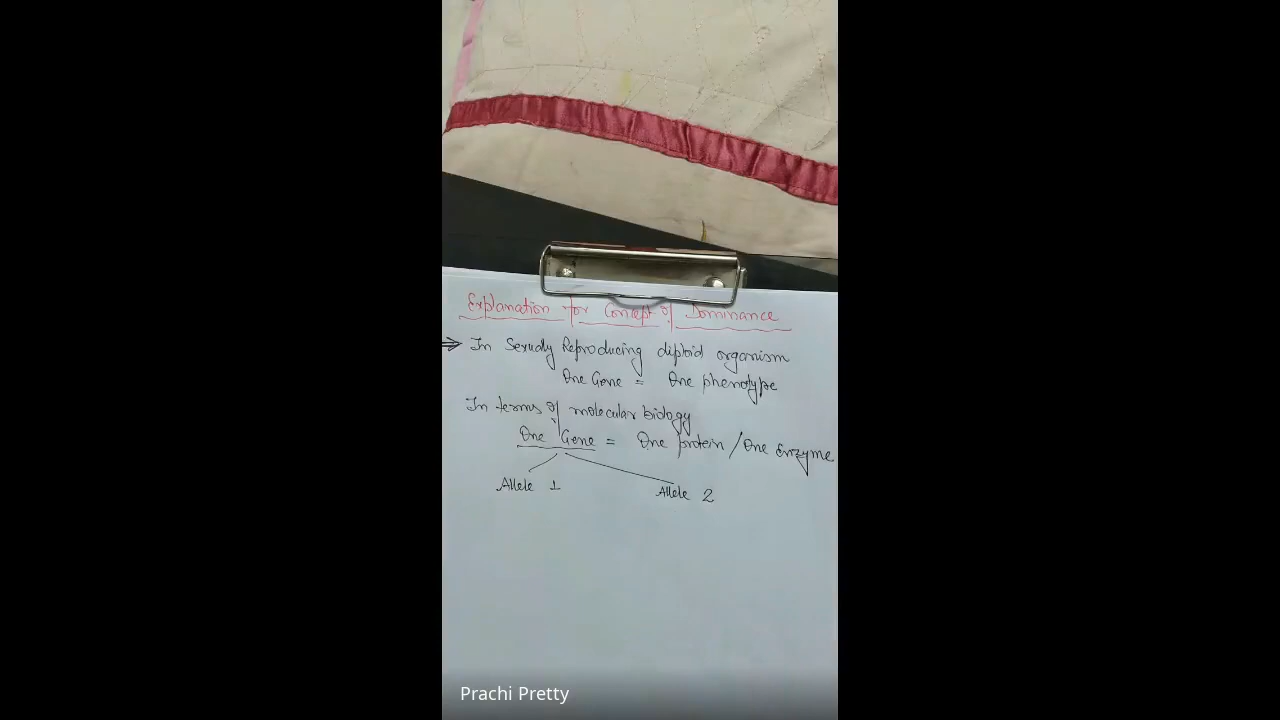 Explanation for Concept of Dominance
⇒ In Sexually Reproducing diploid organism
One Gene = One phenotype
In terms of molecular biology
One Gene = One protein / One Enzyme
Allele 1 Allele 2
Prachi Pretty